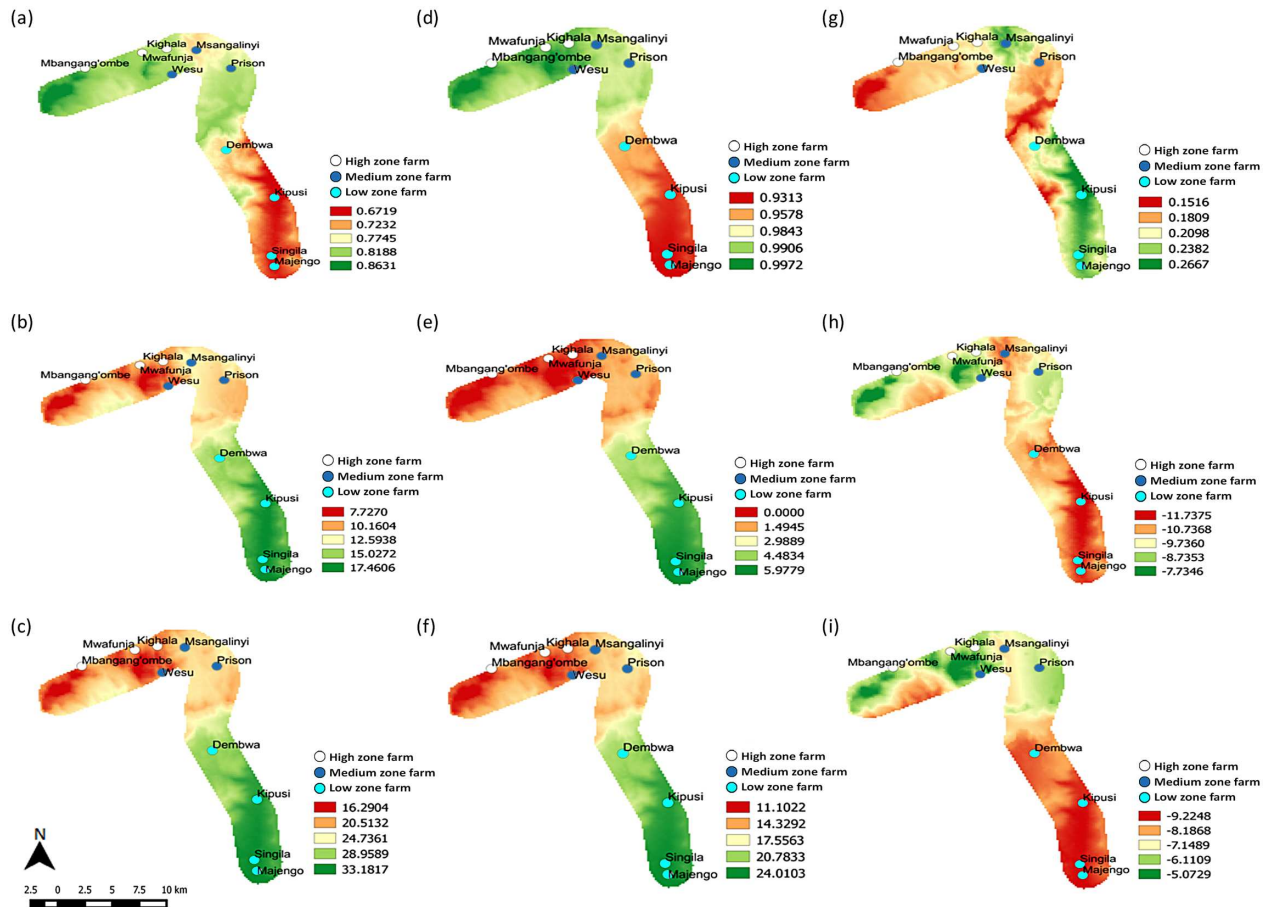 (a)
Kighala
Msangalinyi
Mwafunja
Mbangang'ombe
Wesu
Prison
Dembwa
Kipusi
Singila
Majengo
High zone farm
Medium zone farm
Low zone farm
0.6719
0.7232
0.7745
0.8188
0.8631
(d)
Mwafunja
Kighala
Msangalinyi
Mbangang'ombe
Wesu
Prison
Dembwa
Kipusi
Singila
Majengo
High zone farm
Medium zone farm
Low zone farm
0.9313
0.9578
0.9843
0.9906
0.9972
(g)
Mwafunja
Kighala
Msangalinyi
Mbangang'ombe
Wesu
Prison
Dembwa
Kipusi
Singila
Majengo
High zone farm
Medium zone farm
Low zone farm
0.1516
0.1809
0.2098
0.2382
0.2667
(b)
Kighala
Msangalinyi
Mwafunja
Mbangang'ombe
Wesu
Prison
Dembwa
Kipusi
Singila
Majengo
High zone farm
Medium zone farm
Low zone farm
7.7270
10.1604
12.5938
15.0272
17.4606
(e)
Kighala
Msangalinyi
Mwafunja
Mbangang'ombe
Wesu
Prison
Dembwa
Kipusi
Singila
Majengo
High zone farm
Medium zone farm
Low zone farm
0.0000
1.4945
2.9889
4.4834
5.9779
(h)
Kighala
Msangalinyi
Mwafunja
Mbangang'ombe
Wesu
Prison
Dembwa
Kipusi
Singila
Majengo
High zone farm
Medium zone farm
Low zone farm
-11.7375
-10.7368
-9.7360
-8.7353
-7.7346
(c)
Mwafunja
Kighala
Msangalinyi
Mbangang'ombe
Wesu
Prison
Dembwa
Kipusi
Singila
Majengo
High zone farm
Medium zone farm
Low zone farm
16.2904
20.5132
24.7361
28.9589
33.1817
N
2.5 0 2.5 5 7.5 10 km
(f)
Mwafunja
Kighala
Msangalinyi
Mbangang'ombe
Wesu
Prison
Dembwa
Kipusi
Singila
Majengo
High zone farm
Medium zone farm
Low zone farm
11.1022
14.3292
17.5563
20.7833
24.0103
(i)
Kighala
Msangalinyi
Mwafunja
Mbangang'ombe
Wesu
Prison
Dembwa
Kipusi
Singila
Majengo
High zone farm
Medium zone farm
Low zone farm
-9.2248
-8.1868
-7.1489
-6.1109
-5.0729